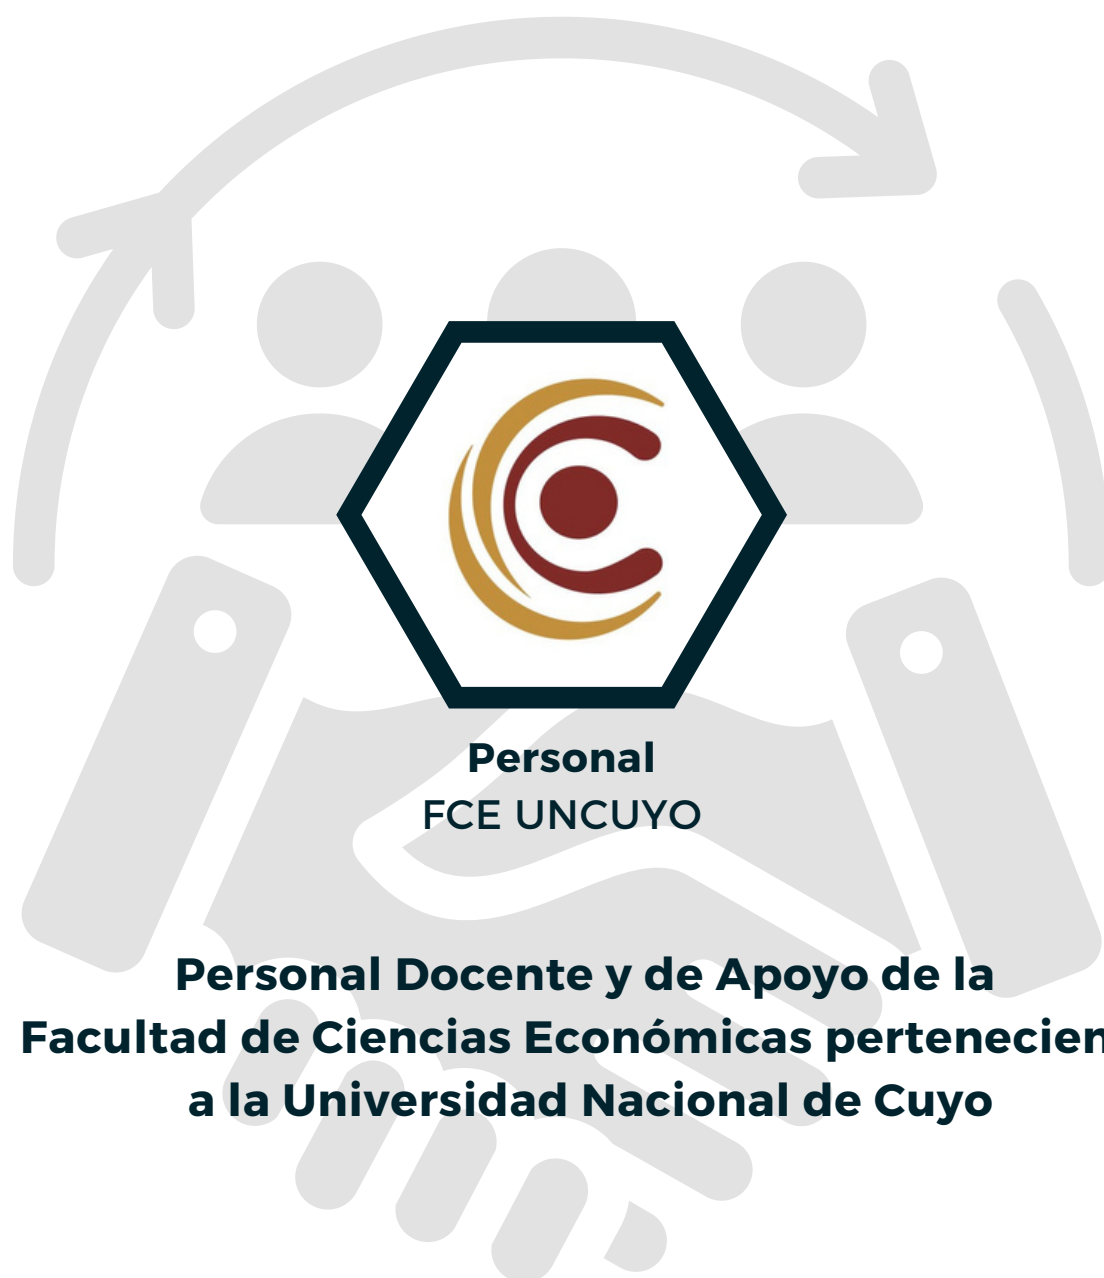 Personal
FCE UNCUYO
Personal Docente y de Apoyo de la
Facultad de Ciencias Económicas pertenecien
a la Universidad Nacional de Cuyo